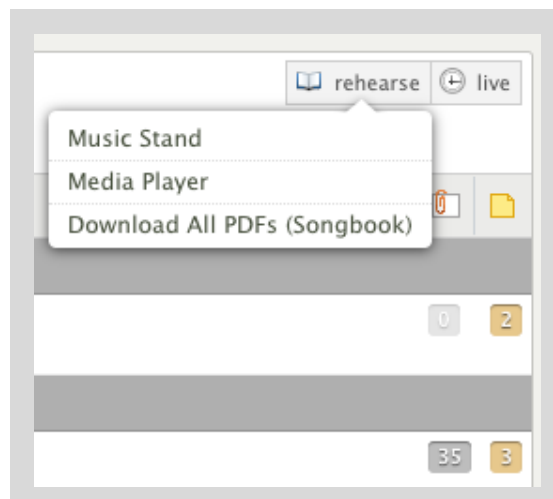 rehearse live
Music Stand
Media Player
Download All PDFs (Songbook)
0 2
35 3